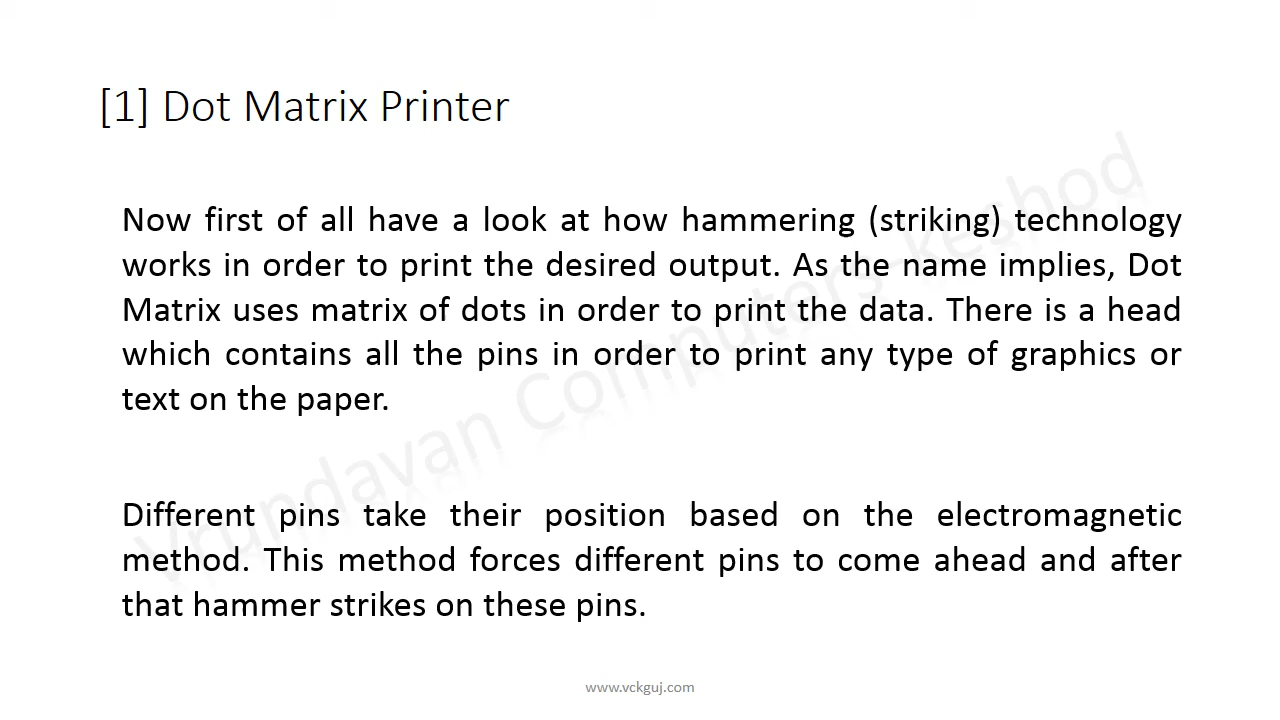 [1] Dot Matrix Printer
Now first of all have a look at how hammering (striking) technology
works in order to print the desired output. As the name implies, Dot
Matrix uses matrix of dots in order to print the data. There is a head
which contains all the pins in order to print any type of graphics or
text on the paper.
Different pins take their position based on the electromagnetic
method. This method forces different pins to come ahead and after
that hammer strikes on these pins.
Vrundavan Computers-keshod
www.vckguj.com